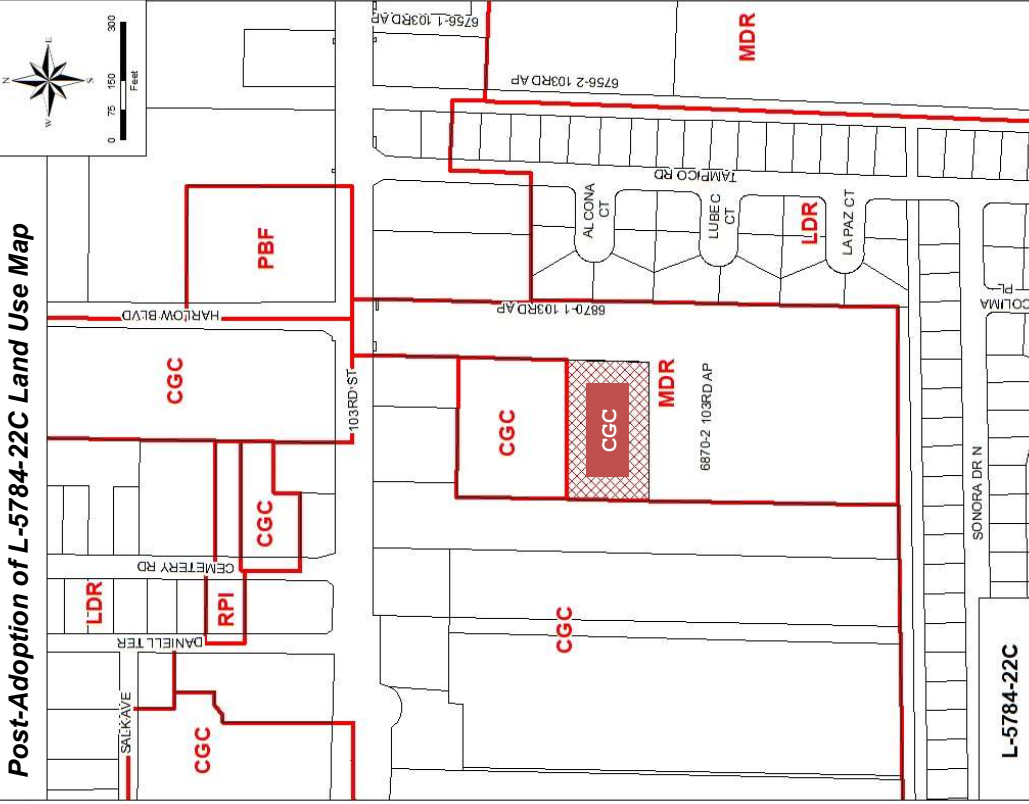 Post-Adoption of L-5784-22C Land Use Map
N
E
S
W
0 75 150 300
Feet
6756-1 103RD AP
MDR
6756-2 103RD AP
TAMPICO RD
PBF
ALCONA
CT
LUBEC
CT
LDR
LA PAZ CT
HARLOW BLVD
6870-1 103RD AP
COLIMA
PL
CGC
103RD ST
CGC
CGC
MDR
6870-2 103RD AP
SONORA DR N
CGC
CEMETERY RD
LDR
RPI
DANIELL TER
CGC
SALK AVE
CGC
L-5784-22C